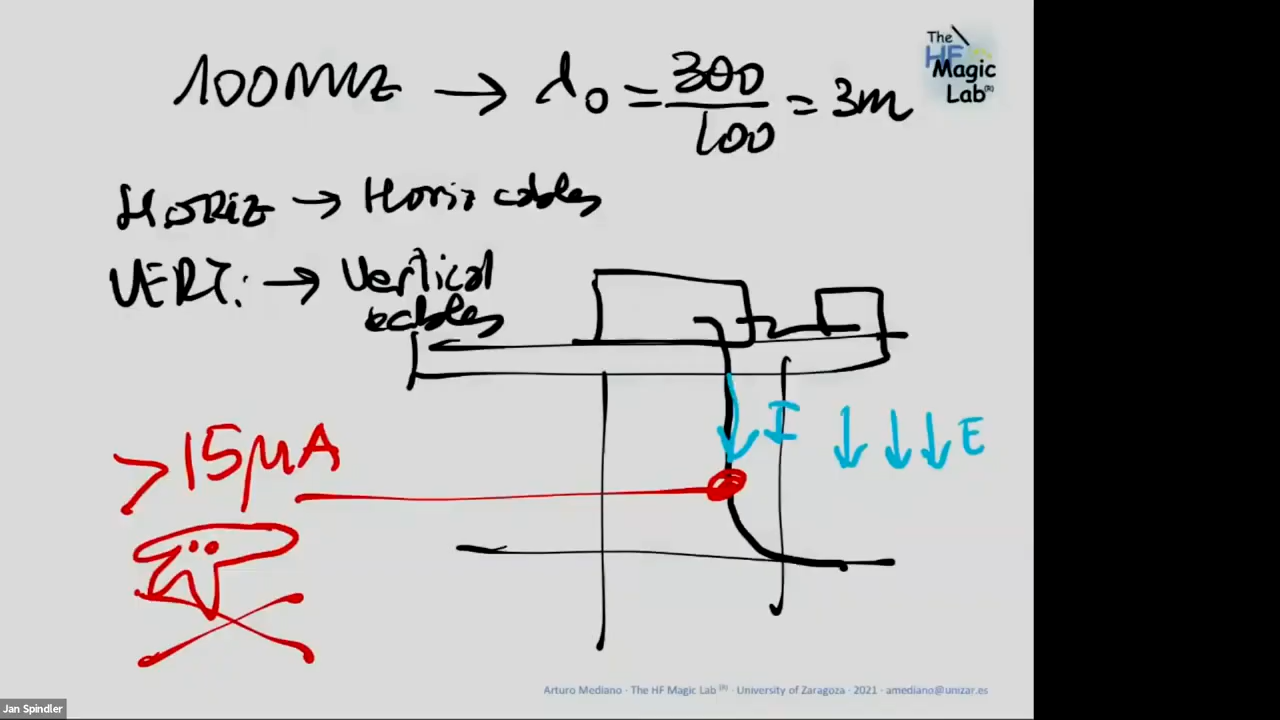 The
HF
Magic
Lab(R)
100MHz → λ0 = 300/100 = 3m
HORIZ → Horiz cables
VERT: → Vertical
cables
I
E
>15μA
Arturo Mediano · The HF Magic Lab (R) · University of Zaragoza · 2021 · amediano@unizar.es
Jan Spindler